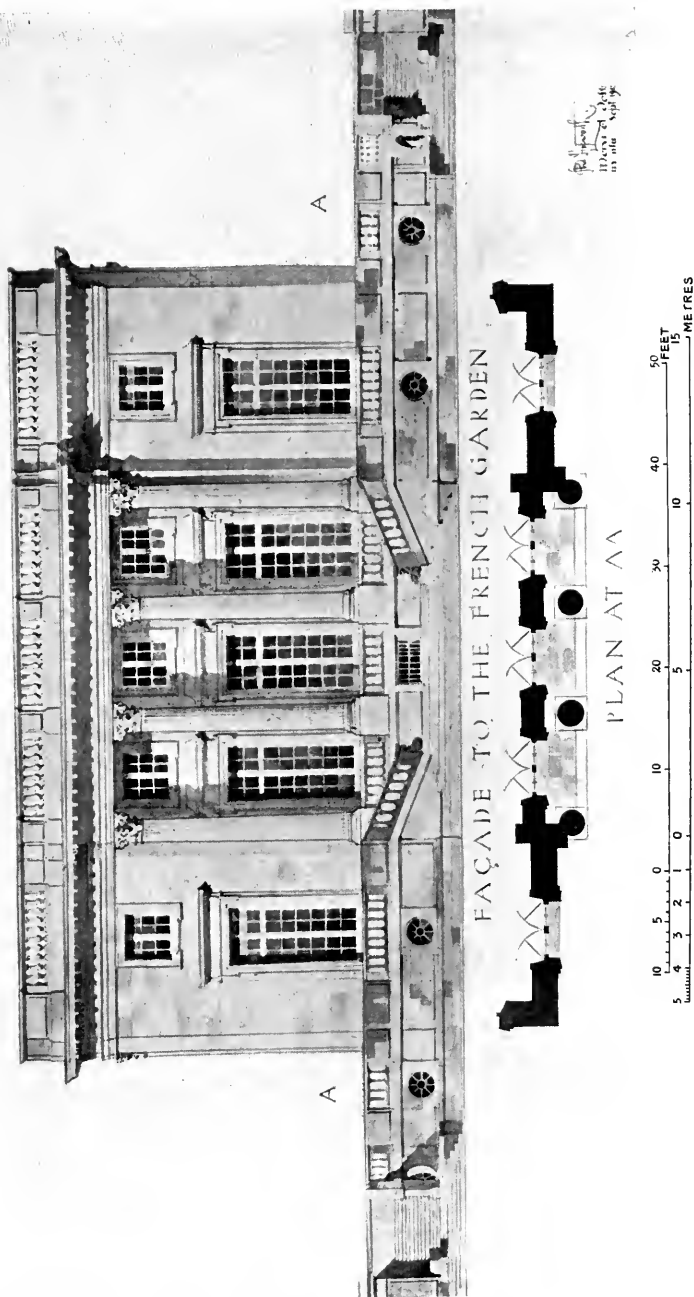 A A
FAÇADE TO THE FRENCH GARDEN
PLAN AT AA
10 5 0 10 20 30 40 50 FEET
5 4 3 2 1 0 5 10 15 METRES